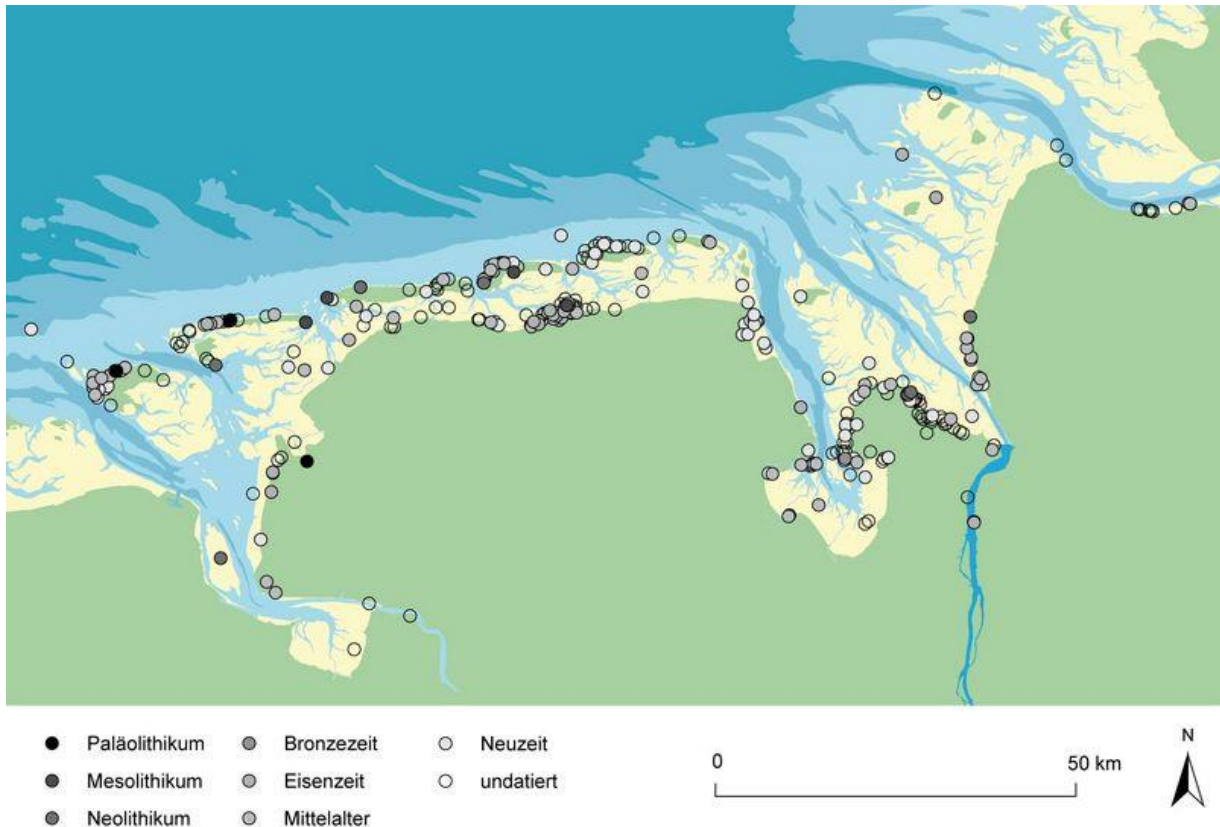 Paläolithikum
Bronzezeit
Neuzeit
Mesolithikum
Eisenzeit
undatiert
Neolithikum
Mittelalter
0
50 km
N